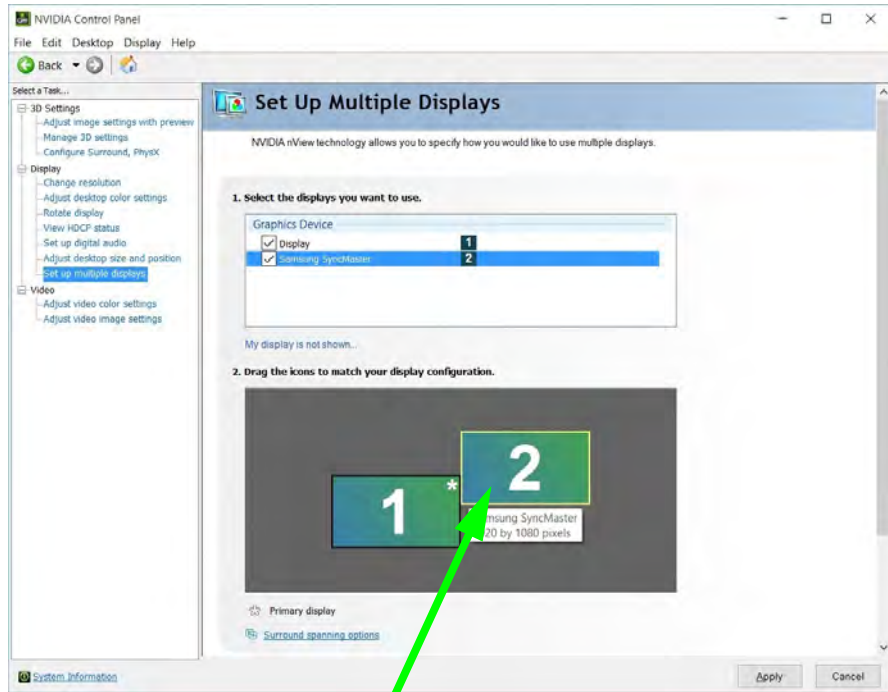 NVIDIA Control Panel
File Edit Desktop Display Help
Back
Select a Task...
3D Settings
Adjust image settings with preview
Manage 3D settings
Configure Surround, PhysX
Display
Change resolution
Adjust desktop color settings
Rotate display
View HDCP status
Set up digital audio
Adjust desktop size and position
Set up multiple displays
Video
Adjust video color settings
Adjust video image settings
System Information
Set Up Multiple Displays
NVIDIA nView technology allows you to specify how you would like to use multiple displays.
1. Select the displays you want to use.
Graphics Device
Display 1
Samsung SyncMaster 2
My display is not shown...
2. Drag the icons to match your display configuration.
2
1 *
SyncMaster
by 1080 pixels
Primary display
Surround spanning options
Apply Cancel